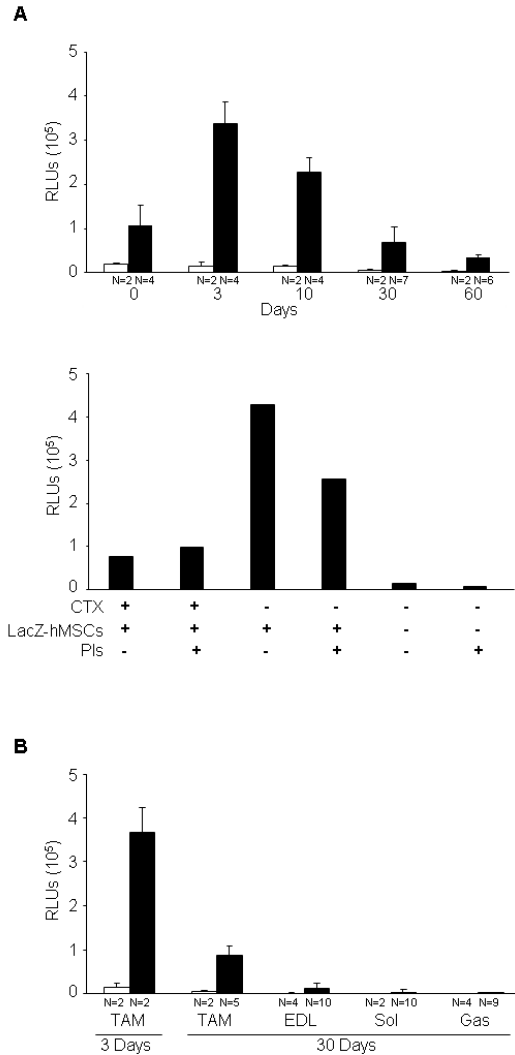 A
5
4
3
2
1
0
RLUs (10⁵)
N=2 N=4 N=2 N=4 N=2 N=4 N=2 N=7 N=2 N=6
0 3 10 30 60
Days
5
4
3
2
1
0
RLUs (10⁵)
CTX + + - - - -
LacZ-hMSCs + + + + - -
PIs - + - + - +
B
5
4
3
2
1
0
RLUs (10⁵)
N=2 N=2 N=2 N=5 N=4 N=10 N=2 N=10 N=4 N=9
TAM TAM EDL Sol Gas
3 Days 30 Days